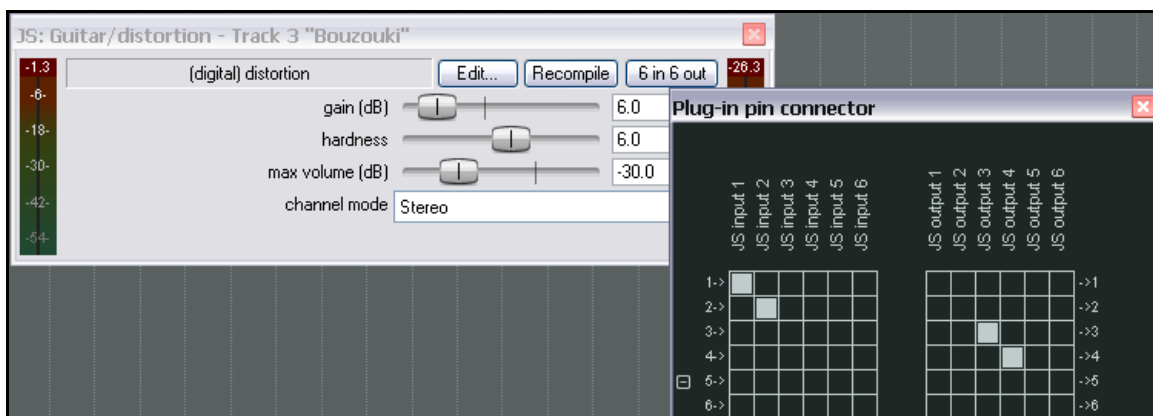 JS: Guitar/distortion - Track 3 "Bouzouki"
-1.3 (digital) distortion Edit... Recompile 6 in 6 out -26.3
-6-
gain (dB) 6.0
-18-
hardness 6.0
-30-
max volume (dB) -30.0
-42-
channel mode Stereo
-54-
Plug-in pin connector
JS input 1
JS input 2
JS input 3
JS input 4
JS input 5
JS input 6
JS output 1
JS output 2
JS output 3
JS output 4
JS output 5
JS output 6
1-> ->1
2-> ->2
3-> ->3
4-> ->4
5-> ->5
6-> ->6